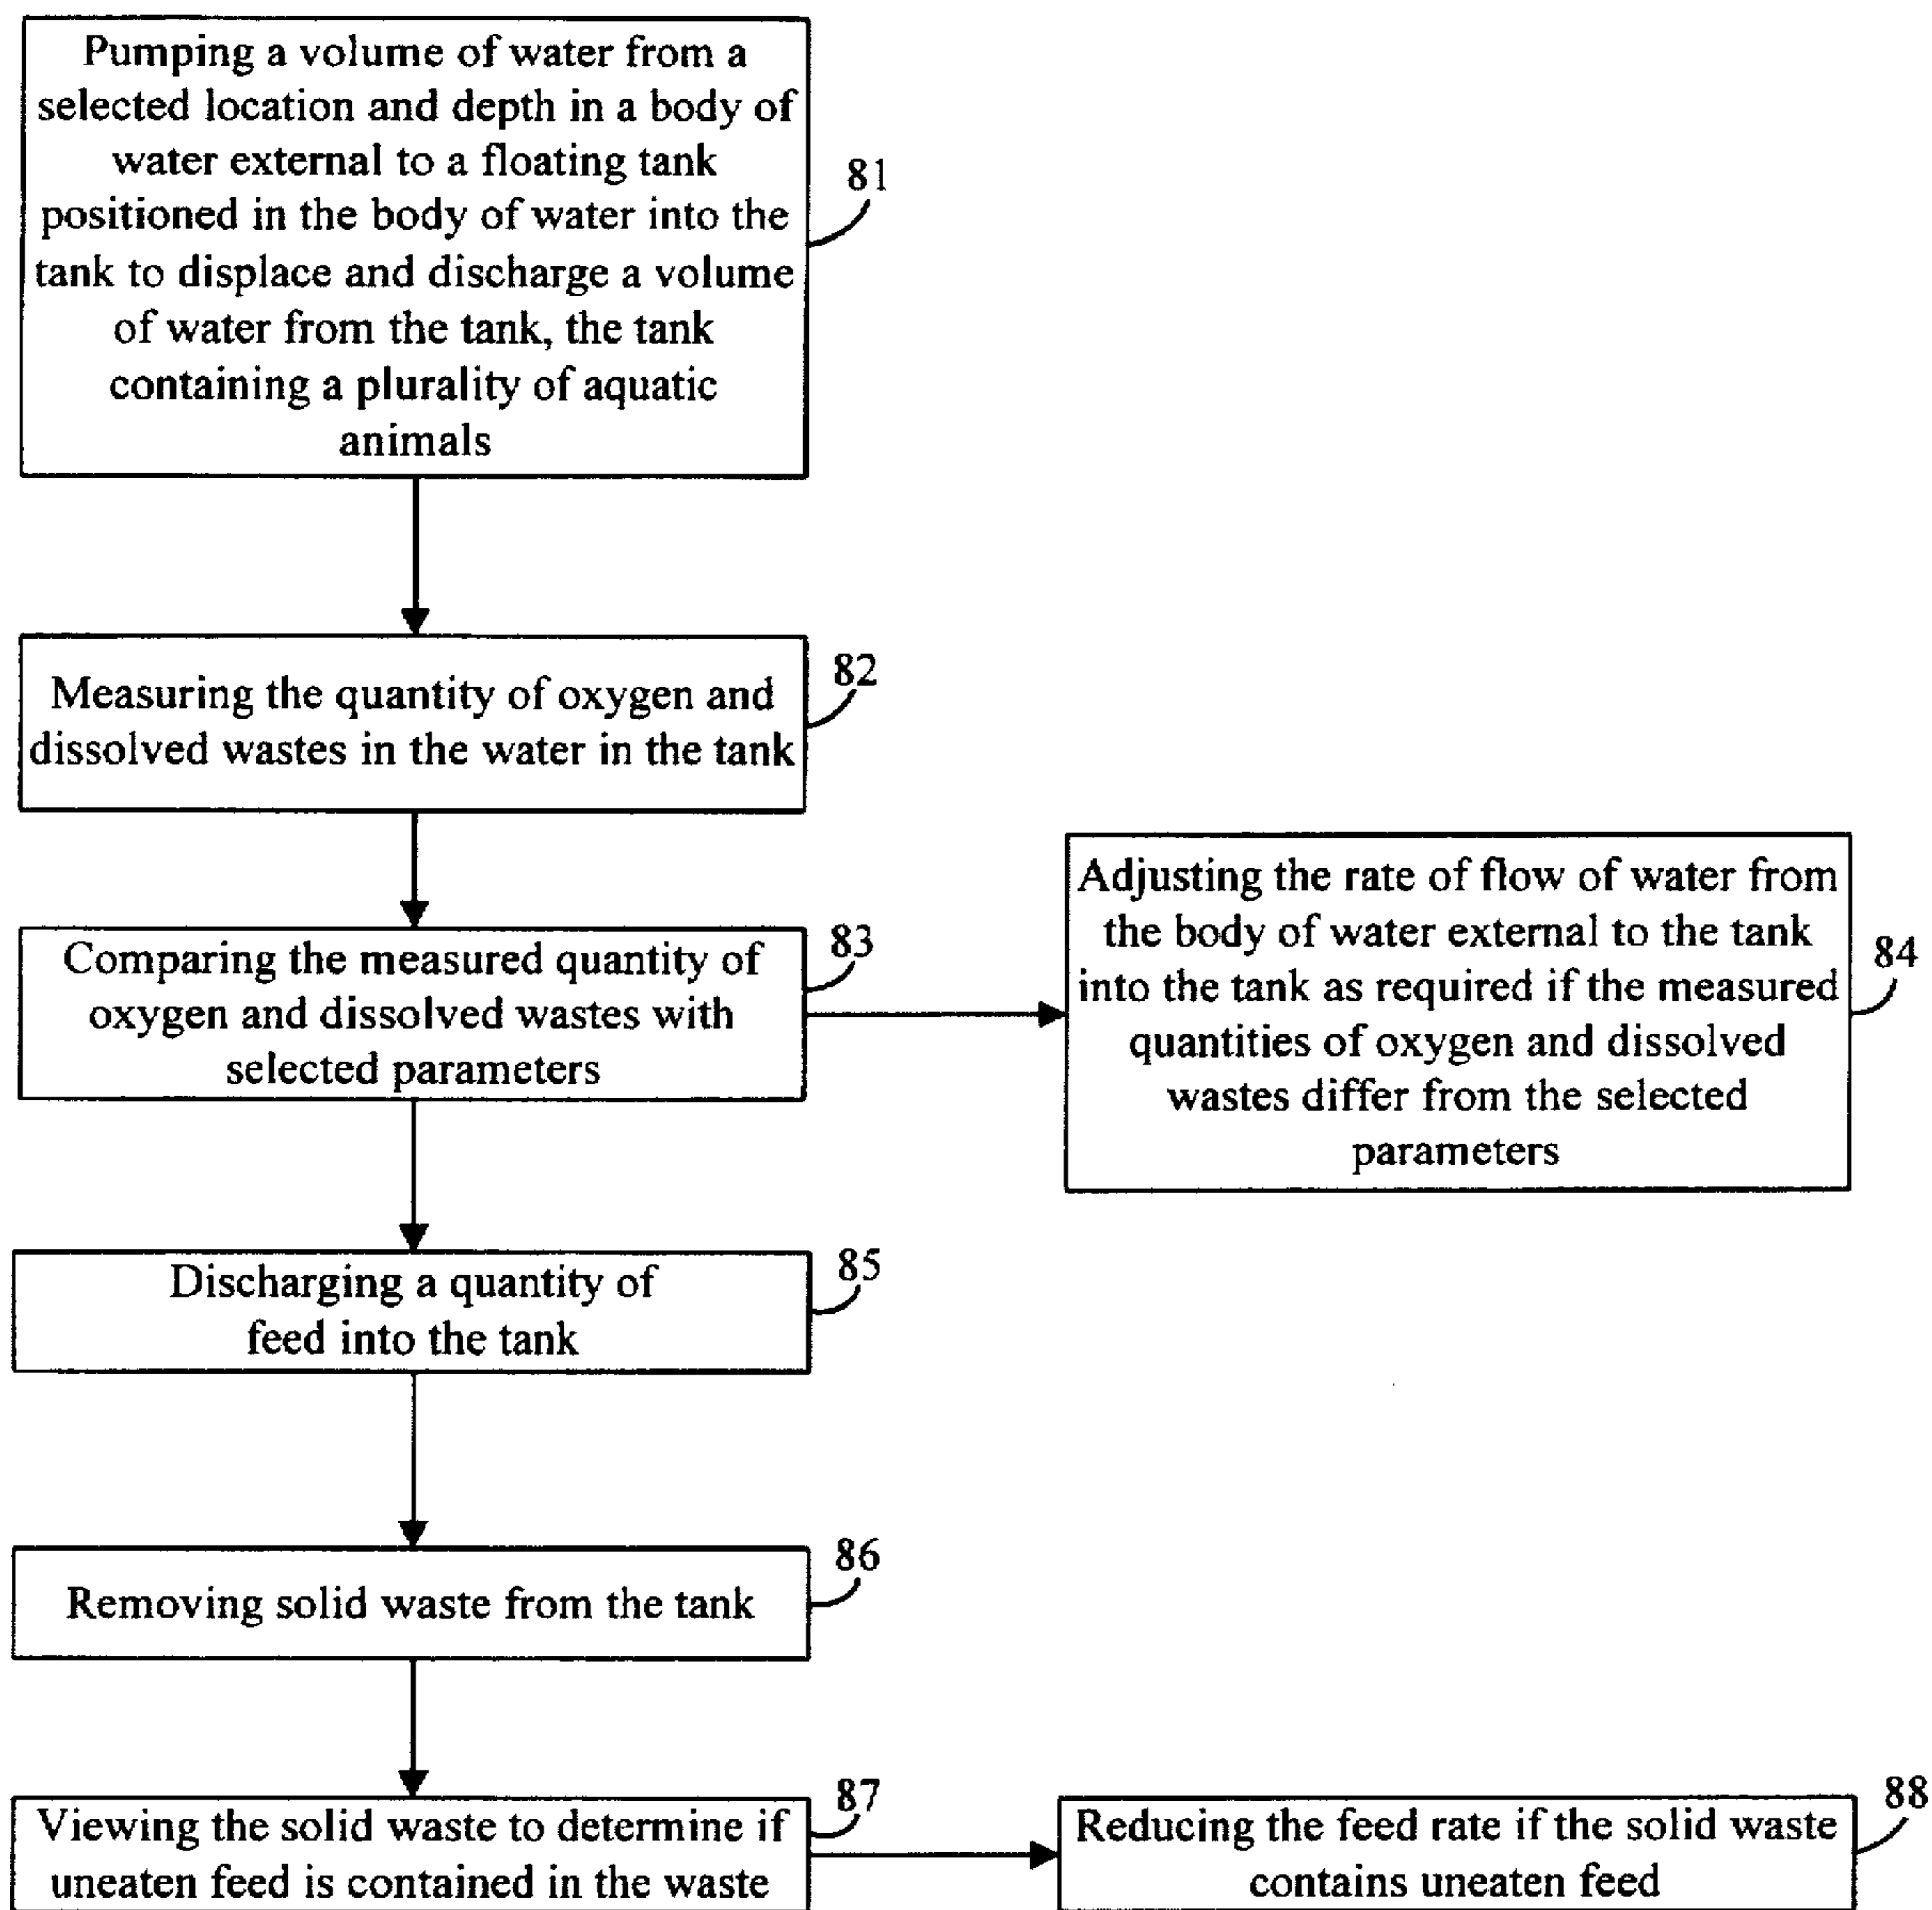 Pumping a volume of water from a
selected location and depth in a body of
water external to a floating tank
positioned in the body of water into the
tank to displace and discharge a volume
of water from the tank, the tank
containing a plurality of aquatic
animals
81
Measuring the quantity of oxygen and
dissolved wastes in the water in the tank
82
Comparing the measured quantity of
oxygen and dissolved wastes with
selected parameters
83
Adjusting the rate of flow of water from
the body of water external to the tank
into the tank as required if the measured
quantities of oxygen and dissolved
wastes differ from the selected
parameters
84
Discharging a quantity of
feed into the tank
85
Removing solid waste from the tank
86
Viewing the solid waste to determine if
uneaten feed is contained in the waste
87
Reducing the feed rate if the solid waste
contains uneaten feed
88